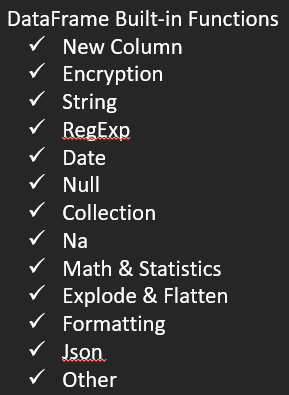 DataFrame Built-in Functions
✓ New Column
✓ Encryption
✓ String
✓ RegExp
✓ Date
✓ Null
✓ Collection
✓ Na
✓ Math & Statistics
✓ Explode & Flatten
✓ Formatting
✓ Json
✓ Other